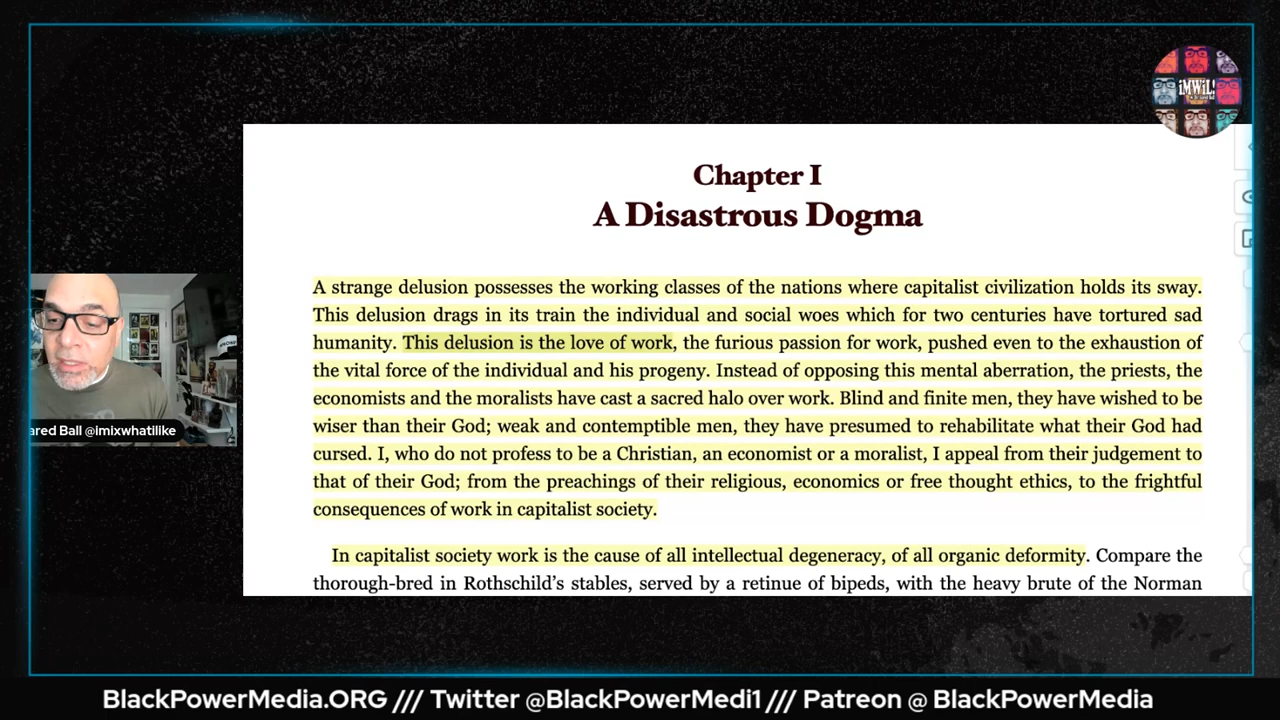 iMWiL!
Chapter I
A Disastrous Dogma
A strange delusion possesses the working classes of the nations where capitalist civilization holds its sway.
This delusion drags in its train the individual and social woes which for two centuries have tortured sad
humanity. This delusion is the love of work, the furious passion for work, pushed even to the exhaustion of
the vital force of the individual and his progeny. Instead of opposing this mental aberration, the priests, the
economists and the moralists have cast a sacred halo over work. Blind and finite men, they have wished to be
wiser than their God; weak and contemptible men, they have presumed to rehabilitate what their God had
cursed. I, who do not profess to be a Christian, an economist or a moralist, I appeal from their judgement to
that of their God; from the preachings of their religious, economics or free thought ethics, to the frightful
consequences of work in capitalist society.
In capitalist society work is the cause of all intellectual degeneracy, of all organic deformity. Compare the
thorough-bred in Rothschild's stables, served by a retinue of bipeds, with the heavy brute of the Norman
ared Ball @imixwhatilike
BlackPowerMedia.ORG /// Twitter @BlackPowerMedi1 /// Patreon @ BlackPowerMedia